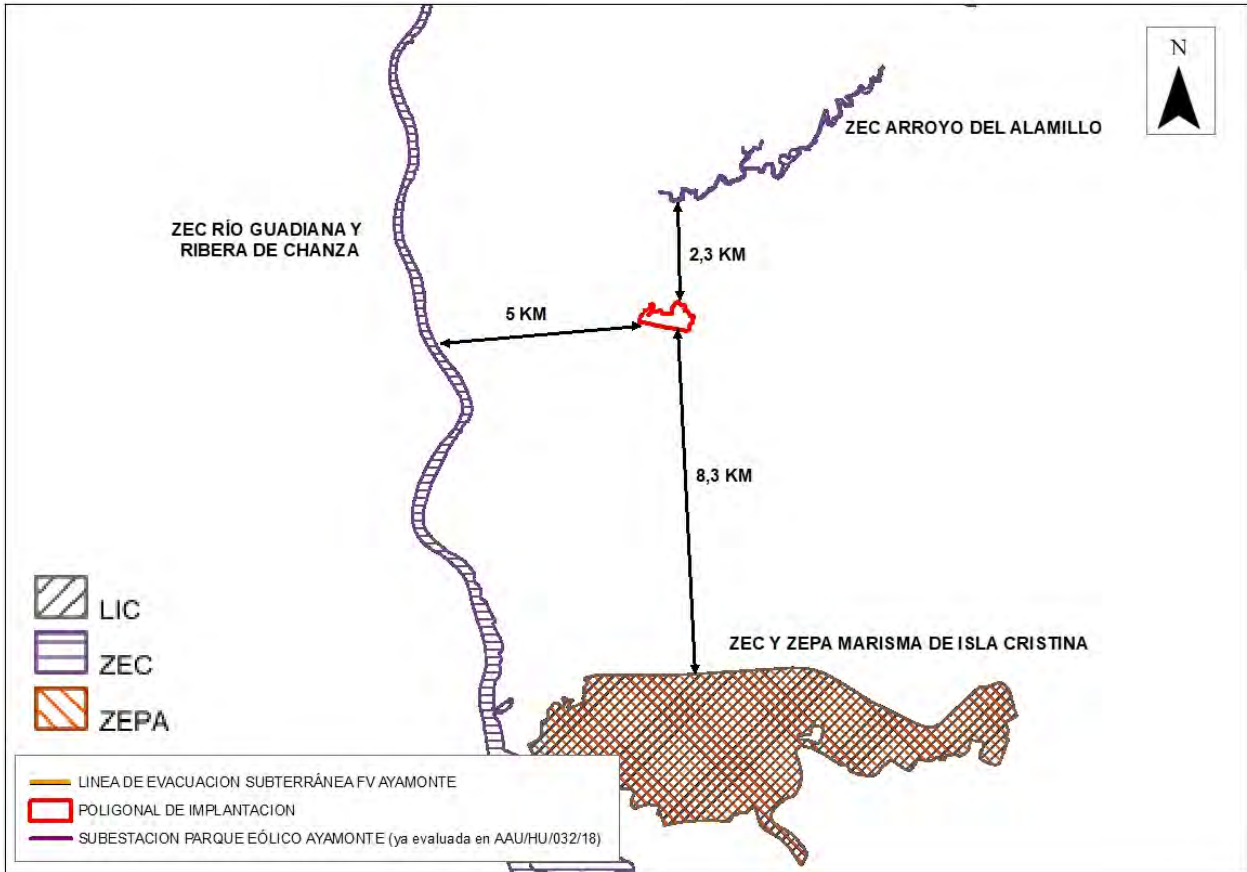 N
ZEC ARROYO DEL ALAMILLO
ZEC RÍO GUADIANA Y
RIBERA DE CHANZA
2,3 KM
5 KM
8,3 KM
ZEC Y ZEPA MARISMA DE ISLA CRISTINA
LIC
ZEC
ZEPA
LINEA DE EVACUACION SUBTERRÁNEA FV AYAMONTE
POLIGONAL DE IMPLANTACION
SUBESTACION PARQUE EÓLICO AYAMONTE (ya evaluada en AAU/HU/032/18)